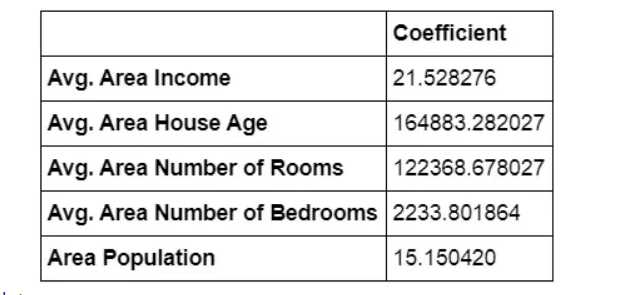 Coefficient
Avg. Area Income 21.528276
Avg. Area House Age 164883.282027
Avg. Area Number of Rooms 122368.678027
Avg. Area Number of Bedrooms 2233.801864
Area Population 15.150420